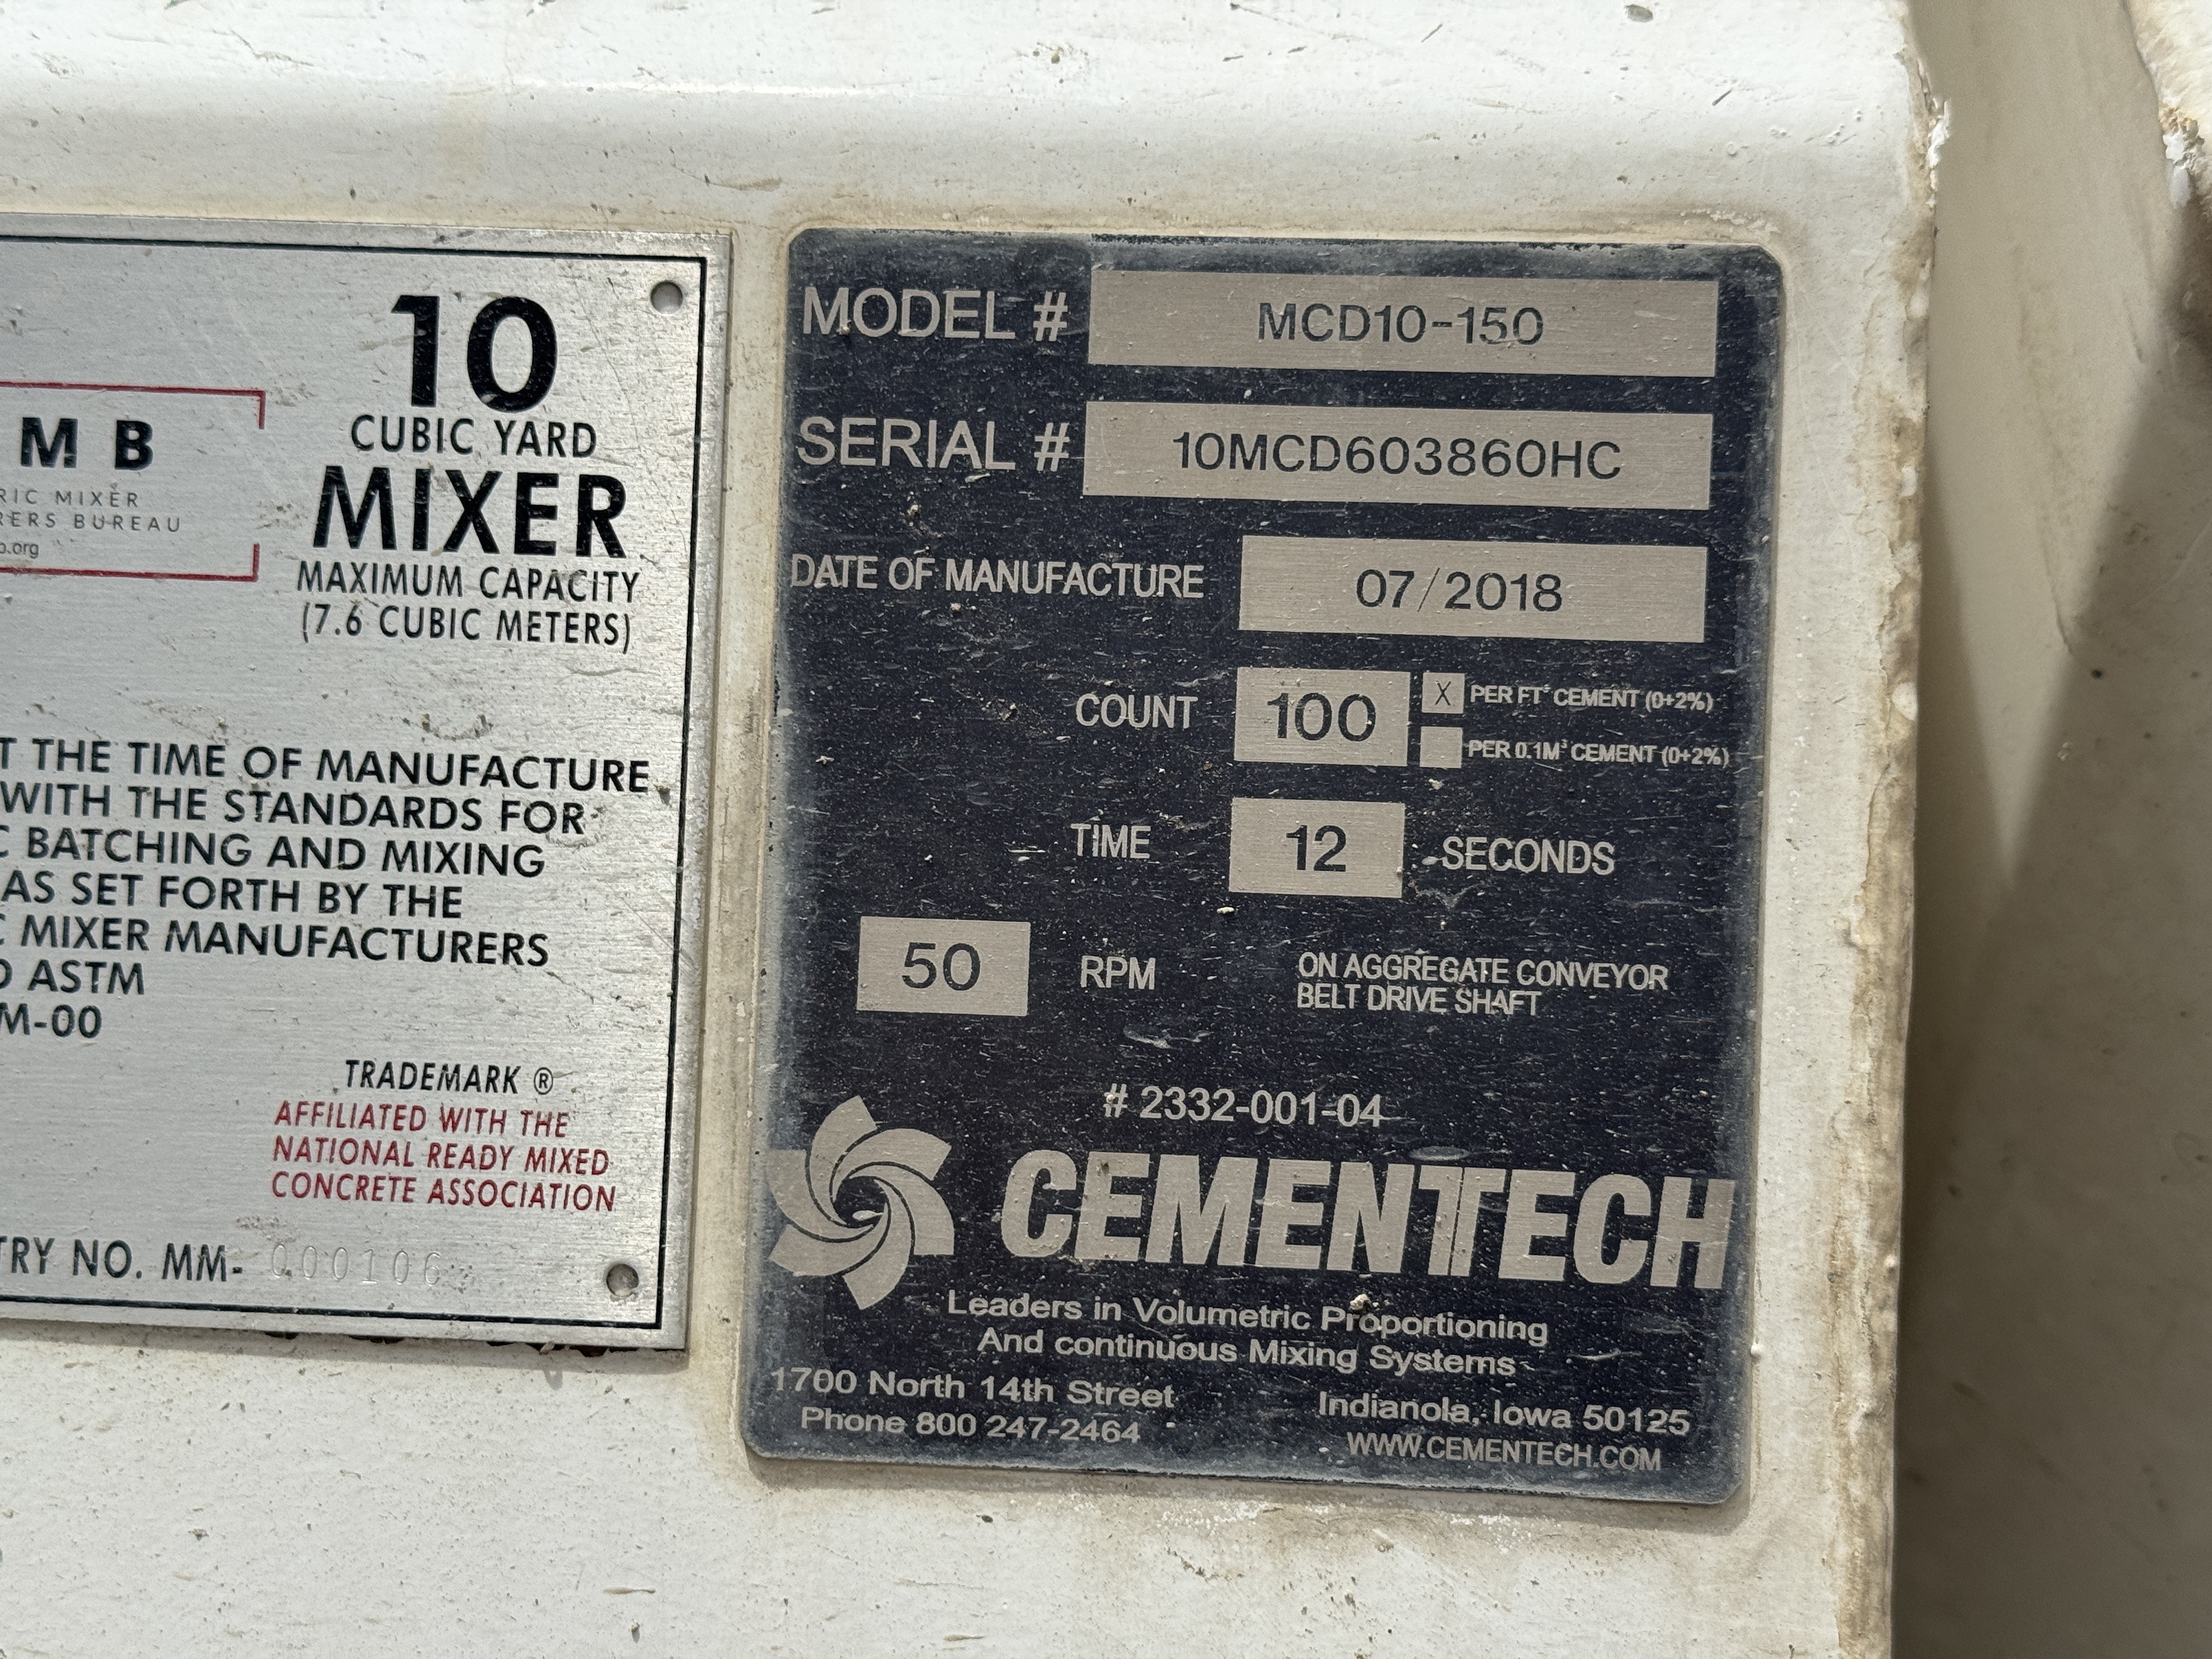 10
CUBIC YARD
MIXER
MAXIMUM CAPACITY
(7.6 CUBIC METERS)
M B
MIXER
BUREAU
.org
THE TIME OF MANUFACTURE
WITH THE STANDARDS FOR
BATCHING AND MIXING
AS SET FORTH BY THE
MIXER MANUFACTURERS
ASTM
M-00
TRADEMARK ®
AFFILIATED WITH THE
NATIONAL READY MIXED
CONCRETE ASSOCIATION
TRY NO. MM- 000106
MODEL # MCD10-150
SERIAL # 10MCD603860HC
DATE OF MANUFACTURE 07/2018
COUNT 100 X PER FT³ CEMENT (0+2%)
PER 0.1M³ CEMENT (0+2%)
TIME 12 SECONDS
50 RPM ON AGGREGATE CONVEYOR
BELT DRIVE SHAFT
# 2332-001-04
CEMENTECH
Leaders in Volumetric Proportioning
And continuous Mixing Systems
1700 North 14th Street Indianola, Iowa 50125
Phone 800 247-2464 WWW.CEMENTECH.COM